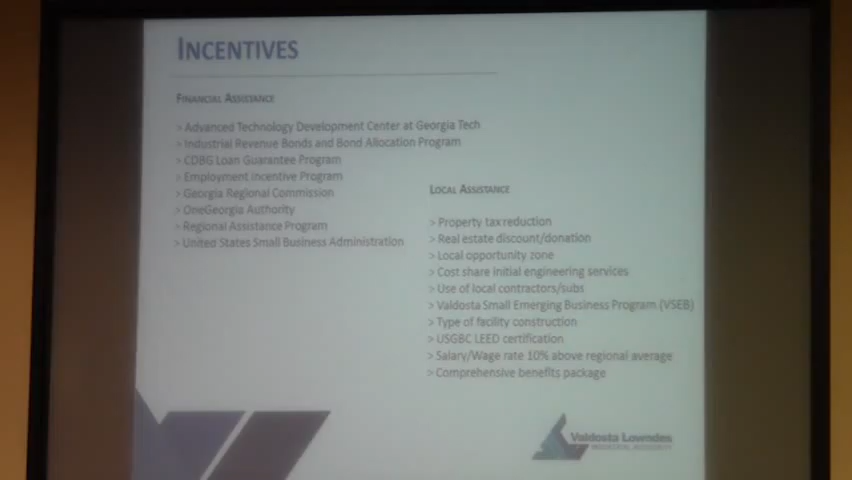 INCENTIVES
FINANCIAL ASSISTANCE
> Advanced Technology Development Center at Georgia Tech
> Industrial Revenue Bonds and Bond Allocation Program
> CDBG Loan Guarantee Program
> Employment Incentive Program
> Georgia Regional Commission
> OneGeorgia Authority
> Regional Assistance Program
> United States Small Business Administration
LOCAL ASSISTANCE
> Property tax reduction
> Real estate discount/donation
> Local opportunity zone
> Cost share initial engineering services
> Use of local contractors/subs
> Valdosta Small Emerging Business Program (VSEB)
> Type of facility construction
> USGBC LEED certification
> Salary/Wage rate 10% above regional average
> Comprehensive benefits package
Valdosta Lowndes
INDUSTRIAL AUTHORITY